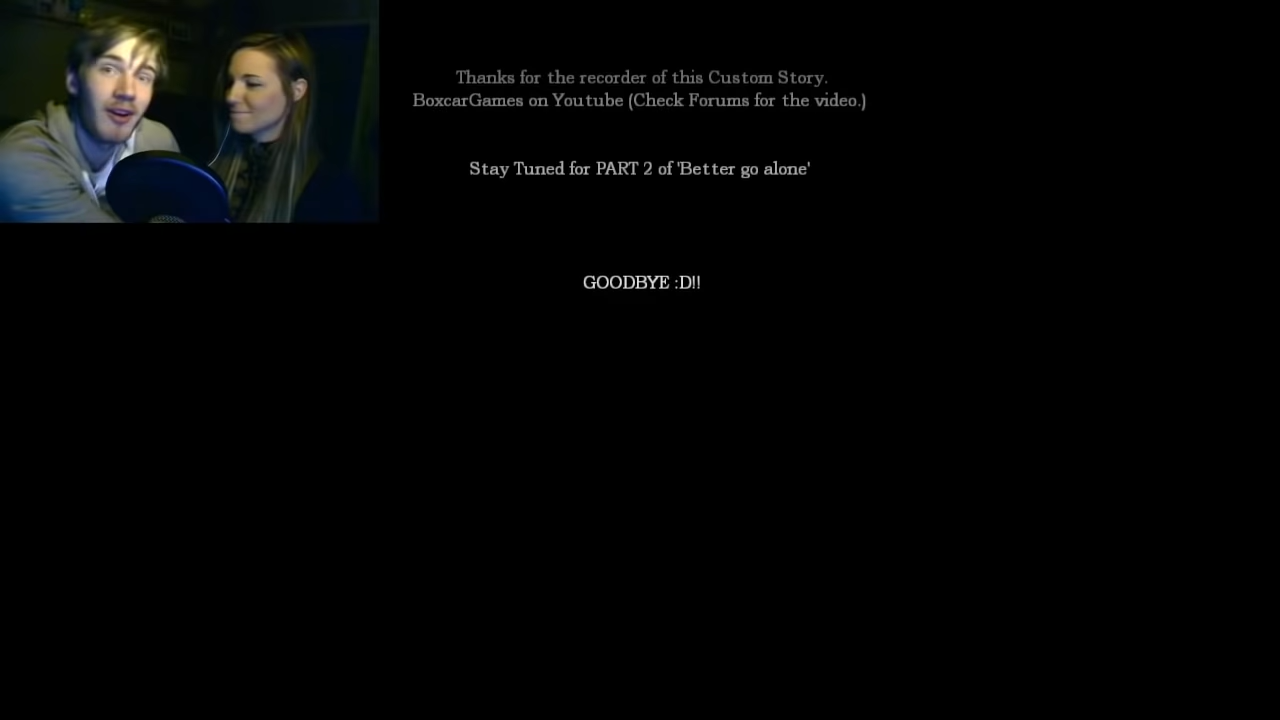 Thanks for the recorder of this Custom Story.
BoxcarGames on Youtube (Check Forums for the video.)
Stay Tuned for PART 2 of 'Better go alone'
GOODBYE :D!!